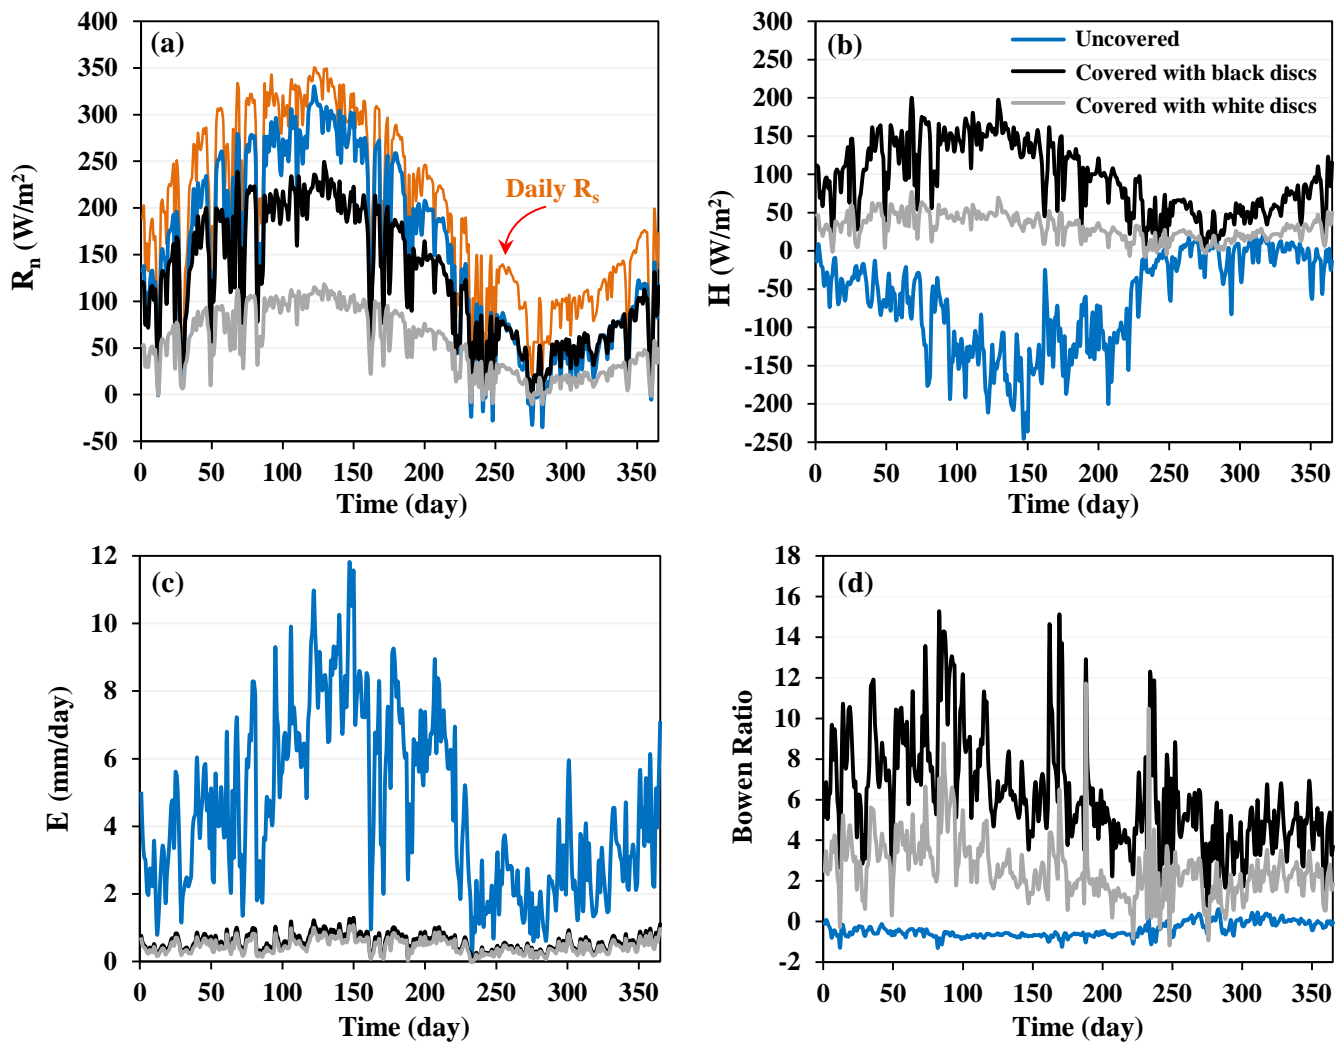 (a)
400
350
300
250
200
150
100
50
0
-50
Rn (W/m²)
Daily Rs
0 50 100 150 200 250 300 350
Time (day)
(b)
Uncovered
Covered with black discs
Covered with white discs
300
250
200
150
100
50
0
-50
-100
-150
-200
-250
H (W/m²)
0 50 100 150 200 250 300 350
Time (day)
(c)
12
10
8
6
4
2
0
E (mm/day)
0 50 100 150 200 250 300 350
Time (day)
(d)
18
16
14
12
10
8
6
4
2
0
-2
Bowen Ratio
0 50 100 150 200 250 300 350
Time (day)